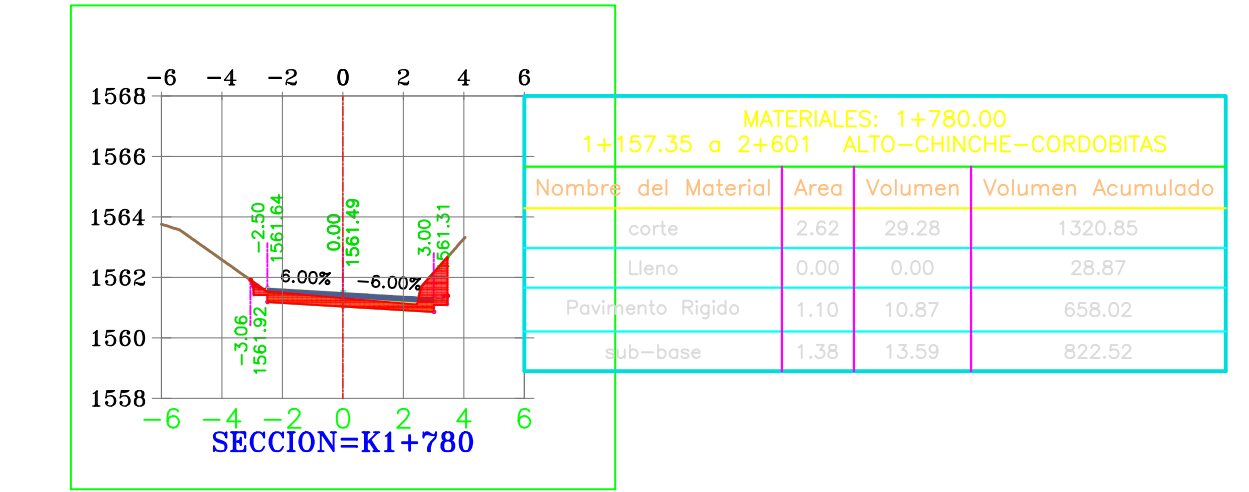 -6 -4 -2 0 2 4 6
1568
1566
1564
1562
1560
1558
-2.50
1561.64
0.00
1561.49
3.00
561.31
6.00%
-6.00%
-3.06
1561.92
-6 -4 -2 0 2 4 6
SECCION=K1+780
MATERIALES: 1+780.00
1+157.35 a 2+601 ALTO-CHINCHE-CORDOBITAS
Nombre del Material Area Volumen Volumen Acumulado
corte 2.62 29.28 1320.85
Lleno 0.00 0.00 28.87
Pavimento Rigido 1.10 10.87 658.02
sub-base 1.38 13.59 822.52